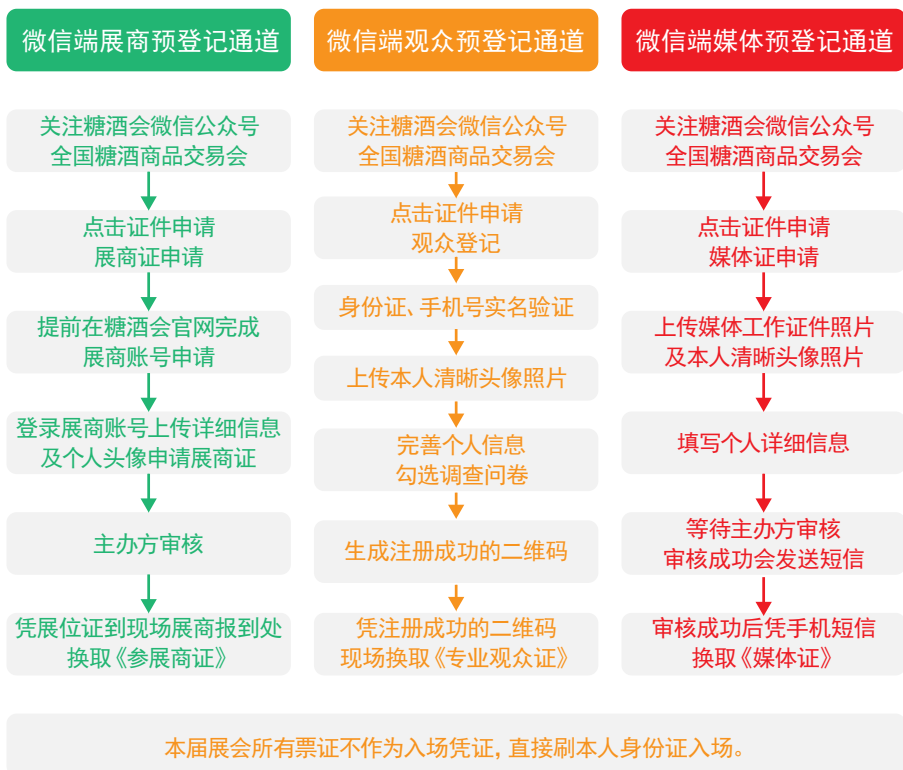 微信端展商预登记通道
关注糖酒会微信公众号
全国糖酒商品交易会
点击证件申请
展商证申请
提前在糖酒会官网完成
展商账号申请
登录展商账号上传详细信息
及个人头像申请展商证
主办方审核
凭展位证到现场展商报到处
换取《参展商证》
微信端观众预登记通道
关注糖酒会微信公众号
全国糖酒商品交易会
点击证件申请
观众登记
身份证、手机号实名验证
上传本人清晰头像照片
完善个人信息
勾选调查问卷
生成注册成功的二维码
凭注册成功的二维码
现场换取《专业观众证》
微信端媒体预登记通道
关注糖酒会微信公众号
全国糖酒商品交易会
点击证件申请
媒体证申请
上传媒体工作证件照片
及本人清晰头像照片
填写个人详细信息
等待主办方审核
审核成功会发送短信
审核成功后凭手机短信
换取《媒体证》
本届展会所有票证不作为入场凭证, 直接刷本人身份证入场。